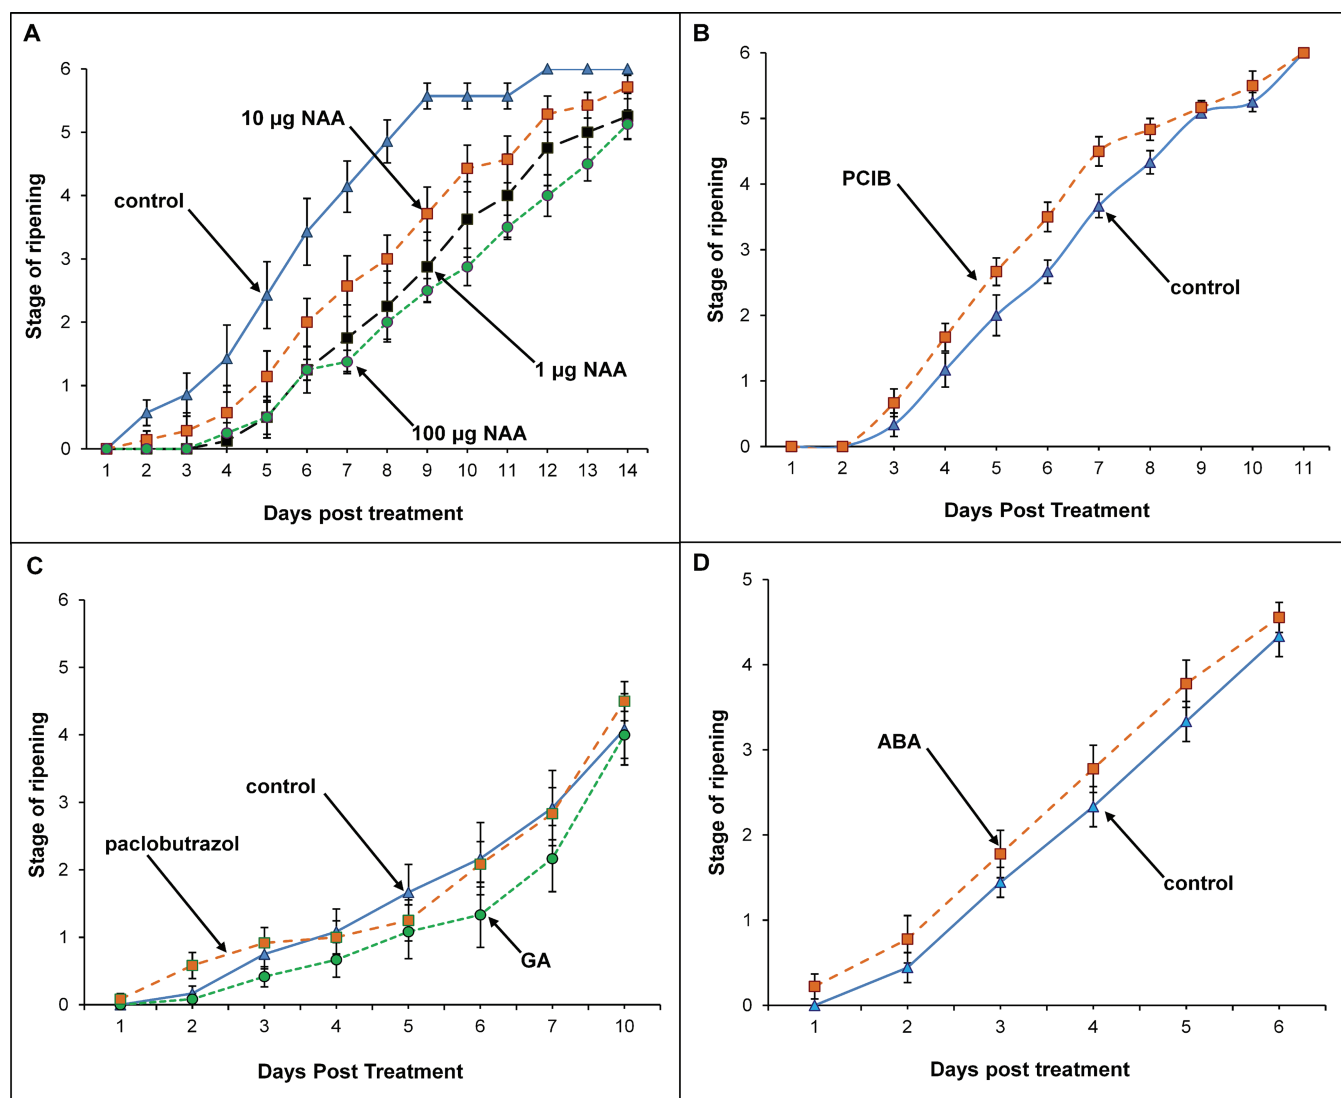 A
Stage of ripening
6
5
4
3
2
1
0
control
10 µg NAA
1 µg NAA
100 µg NAA
1 2 3 4 5 6 7 8 9 10 11 12 13 14
Days post treatment
B
Stage of ripening
6
5
4
3
2
1
0
PCIB
control
1 2 3 4 5 6 7 8 9 10 11
Days Post Treatment
C
Stage of ripening
6
5
4
3
2
1
0
control
paclobutrazol
GA
1 2 3 4 5 6 7 10
Days Post Treatment
D
Stage of ripening
5
4
3
2
1
0
ABA
control
1 2 3 4 5 6
Days post treatment